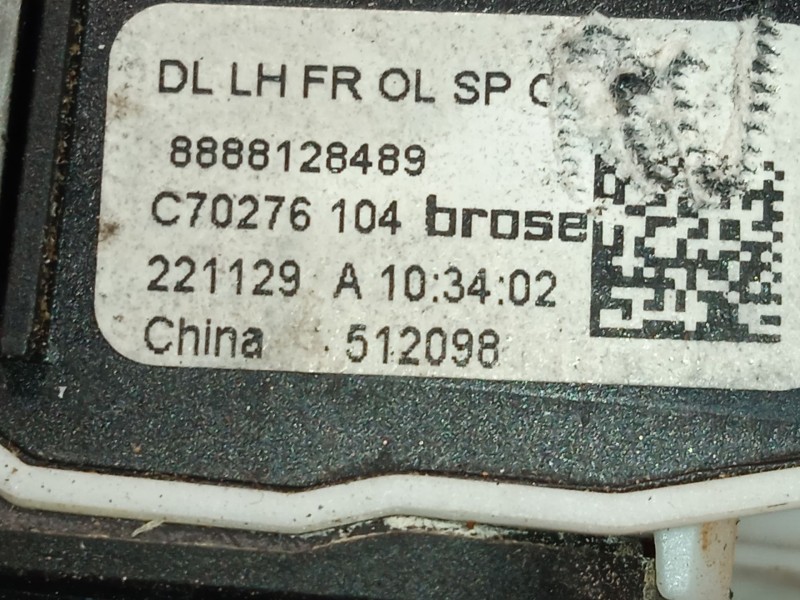 DL LH FR OL SP
8888128489
C70276 104 brose
221129 A 10:34:02
China 512098